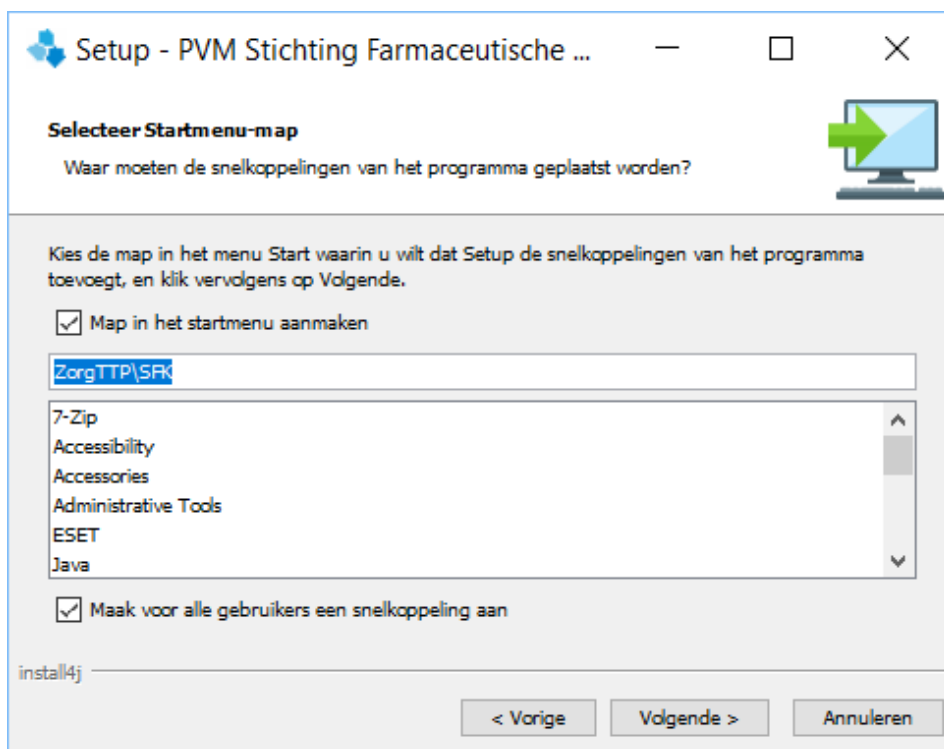 Setup - PVM Stichting Farmaceutische ...
Selecteer Startmenu-map
Waar moeten de snelkoppelingen van het programma geplaatst worden?
Kies de map in het menu Start waarin u wilt dat Setup de snelkoppelingen van het programma
toevoegt, en klik vervolgens op Volgende.
Map in het startmenu aanmaken
ZorgTTP\SFK
7-Zip
Accessibility
Accessories
Administrative Tools
ESET
Java
Maak voor alle gebruikers een snelkoppeling aan
install4j
< Vorige
Volgende >
Annuleren